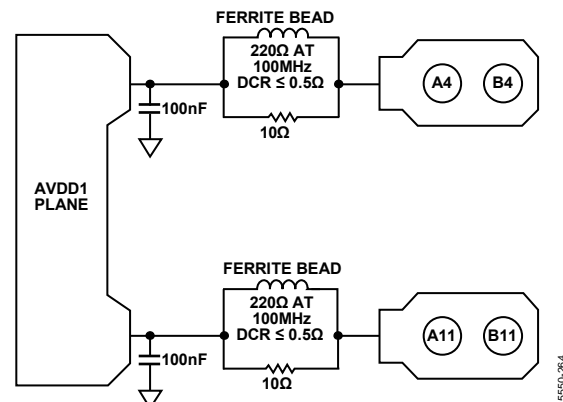 FERRITE BEAD
220Ω AT
100MHz
DCR ≤ 0.5Ω
10Ω
100nF
A4 B4
AVDD1
PLANE
FERRITE BEAD
220Ω AT
100MHz
DCR ≤ 0.5Ω
10Ω
100nF
A11 B11